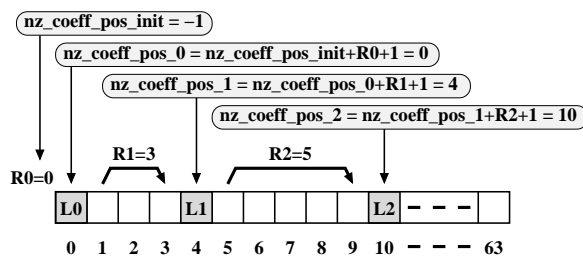 nz_coeff_pos_init = −1
nz_coeff_pos_0 = nz_coeff_pos_init+R0+1 = 0
nz_coeff_pos_1 = nz_coeff_pos_0+R1+1 = 4
nz_coeff_pos_2 = nz_coeff_pos_1+R2+1 = 10
R1=3 R2=5
R0=0
L0 L1 L2
0 1 2 3 4 5 6 7 8 9 10 63